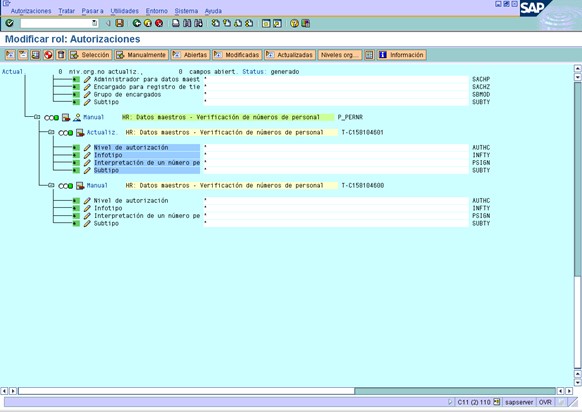 Autorizaciones Tratar Pasar a Utilidades Entorno Sistema Ayuda
SAP
Modificar rol: Autorizaciones
Selección Manualmente Abiertas Modificadas Actualizadas Niveles org... Información
Actual 0 niv.org.no actualiz., 0 campos abiert. Status: generado
Administrador para datos maest * SACHP
Encargado para registro de tie * SACHZ
Grupo de encargados * SBMOD
Subtipo * SUBTY
Manual HR: Datos maestros - Verificación de números de personal P_PERNR
Actualiz. HR: Datos maestros - Verificación de números de personal T-C158104601
Nivel de autorización * AUTHC
Infotipo * INFTY
Interpretación de un número pe * PSIGN
Subtipo * SUBTY
Manual HR: Datos maestros - Verificación de números de personal T-C158104600
Nivel de autorización * AUTHC
Infotipo * INFTY
Interpretación de un número pe * PSIGN
Subtipo * SUBTY
C11 (2) 110 sapserver OVR